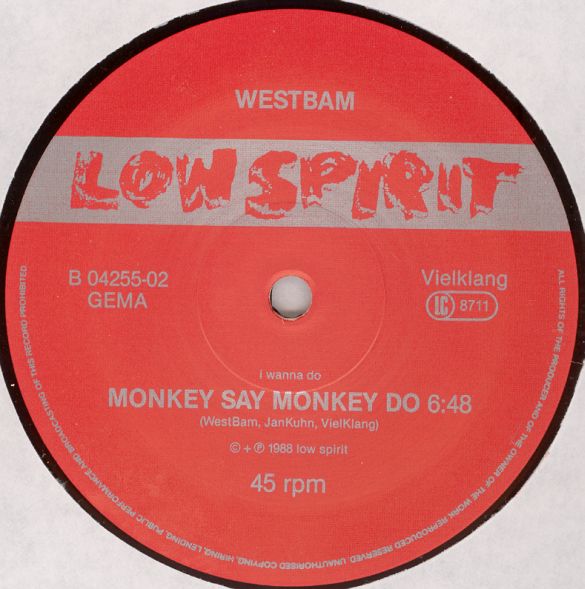 WESTBAM
LOW SPIRIT
B 04255-02
GEMA
Vielklang
LC 8711
i wanna do
MONKEY SAY MONKEY DO 6:48
(WestBam, JanKuhn, VielKlang)
© + ℗ 1988 low spirit
45 rpm
ALL RIGHTS OF THE PRODUCER AND OF THE OWNER OF THE WORK REPRODUCED RESERVED. UNAUTHORISED COPYING, HIRING, LENDING, PUBLIC PERFORMANCE AND BROADCASTING OF THIS RECORD PROHIBITED